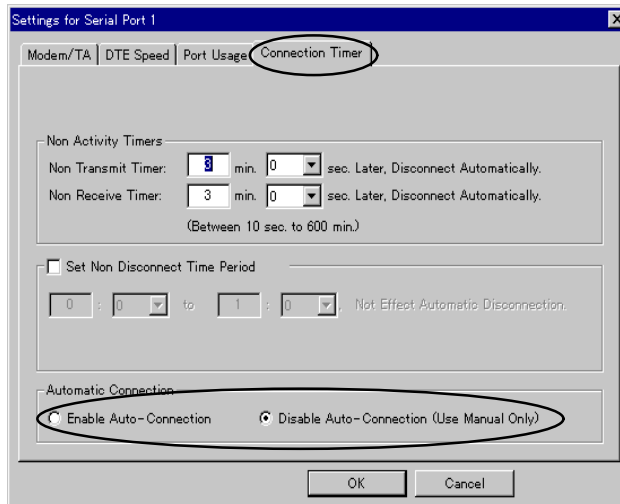 Settings for Serial Port 1
Modem/TA DTE Speed Port Usage Connection Timer
Non Activity Timers
Non Transmit Timer: 3 min. 0 sec. Later, Disconnect Automatically.
Non Receive Timer: 3 min. 0 sec. Later, Disconnect Automatically.
(Between 10 sec. to 600 min.)
Set Non Disconnect Time Period
0 : 0 to 1 : 0 . Not Effect Automatic Disconnection.
Automatic Connection
Enable Auto-Connection Disable Auto-Connection (Use Manual Only)
OK Cancel